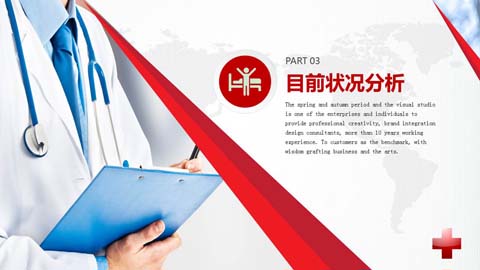 PART 03
目前状况分析
The spring and autumn period and the visual studio
is one of the enterprises and individuals to
provide professional creativity, brand integration
design consultants, more than 10 years working
experience. To customers as the benchmark, with
wisdom grafting business and the arts.